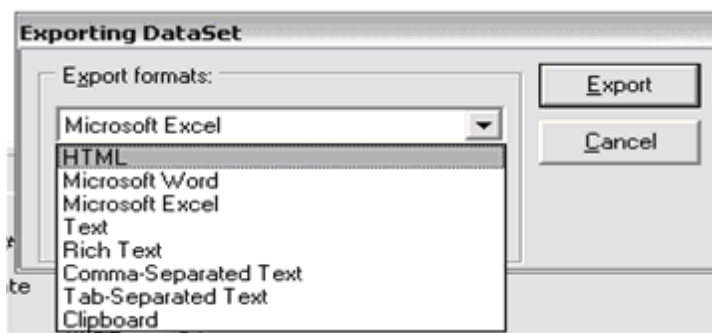 Exporting DataSet
Export formats:
Export
Microsoft Excel
Cancel
HTML
Microsoft Word
Microsoft Excel
Text
Rich Text
Comma-Separated Text
Tab-Separated Text
Clipboard